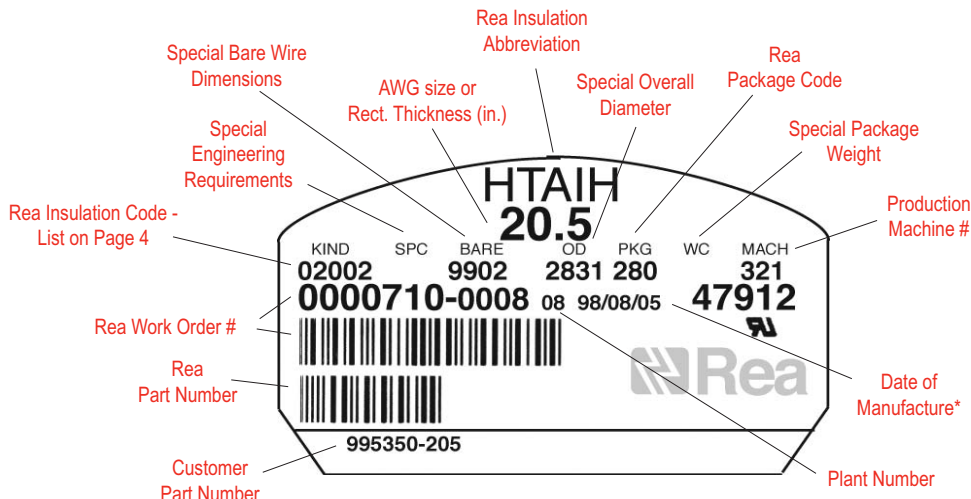 Rea Insulation
Abbreviation
Special Bare Wire
Dimensions
Rea
Package Code
AWG size or
Rect. Thickness (in.)
Special Overall
Diameter
Special
Engineering
Requirements
Special Package
Weight
Rea Insulation Code -
List on Page 4
Production
Machine #
HTAIH
20.5
KIND SPC BARE OD PKG WC MACH
02002 9902 2831 280 321
0000710-0008 08 98/08/05 47912
Rea Work Order #
Rea
Part Number
Rea
Date of
Manufacture*
995350-205
Customer
Part Number
Plant Number